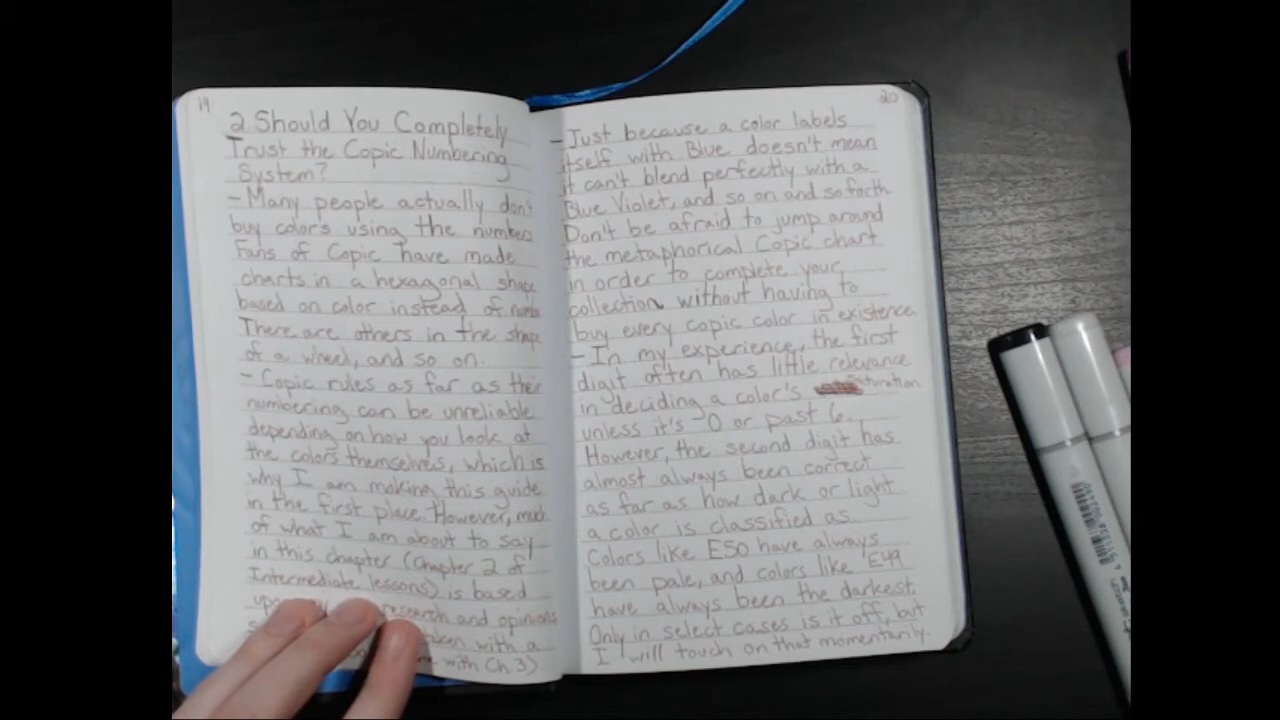 19
2 Should You Completely
Trust the Copic Numbering
System?
- Many people actually don't
buy colors using the numbers
Fans of Copic have made
charts in a hexagonal shape
based on color instead of
There are others in the shape
of a wheel, and so on.
- Copic rules as far as their
numbering can be unreliable
depending on how you look at
the colors themselves, which is
why I am making this guide
in the first place. However, much
of what I am about to say
in this chapter (Chapter 2 of
Intermediate lessons) is based
research and opinions
taken with a
with Ch.3).
20
- Just because a color labels
itself with Blue doesn't mean
it can't blend perfectly with a
Blue Violet, and so on and so forth
Don't be afraid to jump around
the metaphorical Copic chart
in order to complete your
collection without having to
buy every copic color in existence.
- In my experience, the first
digit often has little relevance
in deciding a color's saturation
unless it's 0 or past 6.
However, the second digit has
almost always been correct
as far as how dark or light
a color is classified as.
Colors like E50 have always
been pale, and colors like E49
have always been the darkest.
Only in select cases is it off, but
I will touch on that momentarily.